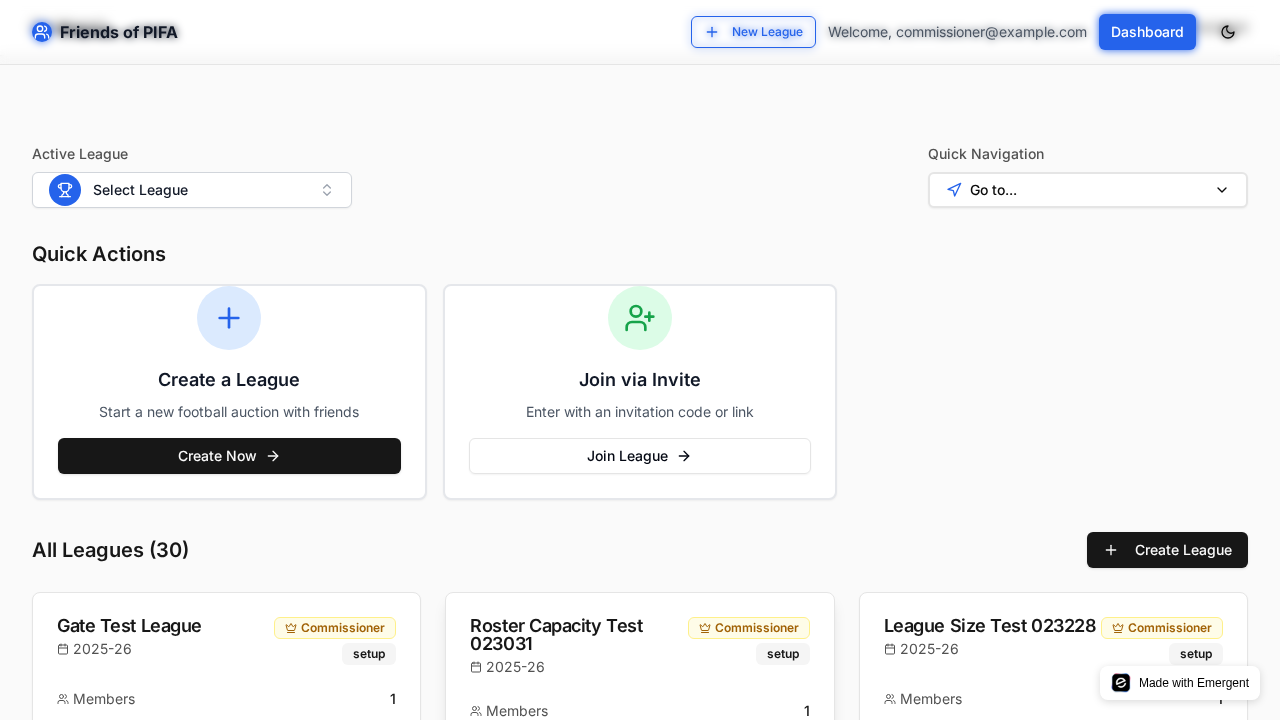 Friends of PIFA
New League
Welcome, commissioner@example.com
Dashboard
Active League
Select League
Quick Navigation
Go to...
Quick Actions
Create a League
Start a new football auction with friends
Create Now
Join via Invite
Enter with an invitation code or link
Join League
All Leagues (30)
Create League
Gate Test League
Commissioner
2025-26
setup
Members 1
Roster Capacity Test
023031
Commissioner
2025-26
setup
Members 1
League Size Test 023228
Commissioner
2025-26
setup
Members
Made with Emergent